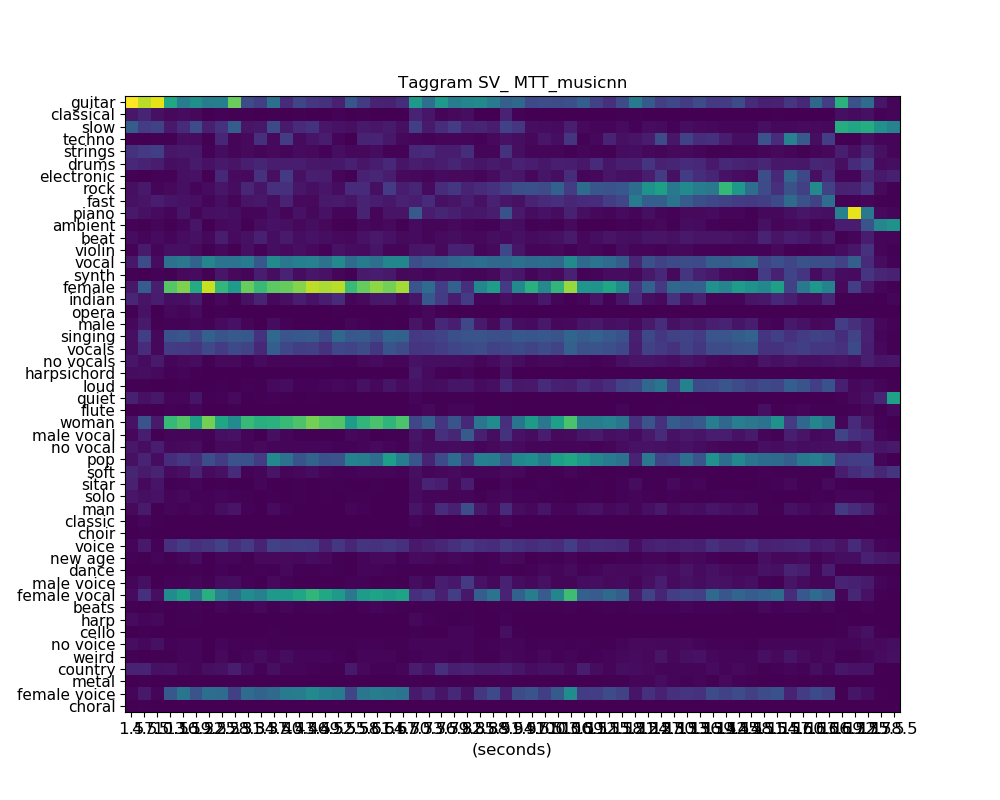 Taggram SV_ MTT_musicnn
guitar
classical
slow
techno
strings
drums
electronic
rock
fast
piano
ambient
beat
violin
vocal
synth
female
indian
opera
male
singing
vocals
no vocals
harpsichord
loud
quiet
flute
woman
male vocal
no vocal
pop
soft
sitar
solo
man
classic
choir
voice
new age
dance
male voice
female vocal
beats
harp
cello
no voice
weird
country
metal
female voice
choral
(seconds)